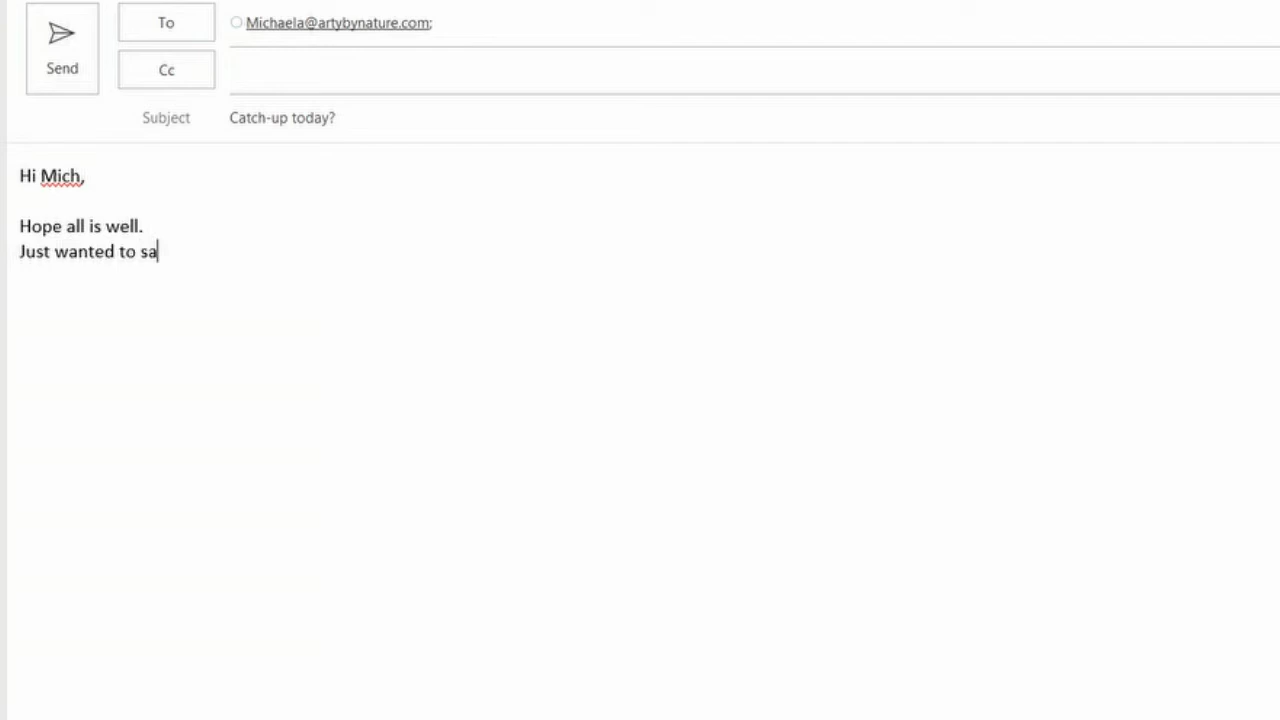 To
Michaela@artybynature.com;
Send
Cc
Subject
Catch-up today?
Hi Mich,
Hope all is well.
Just wanted to sa